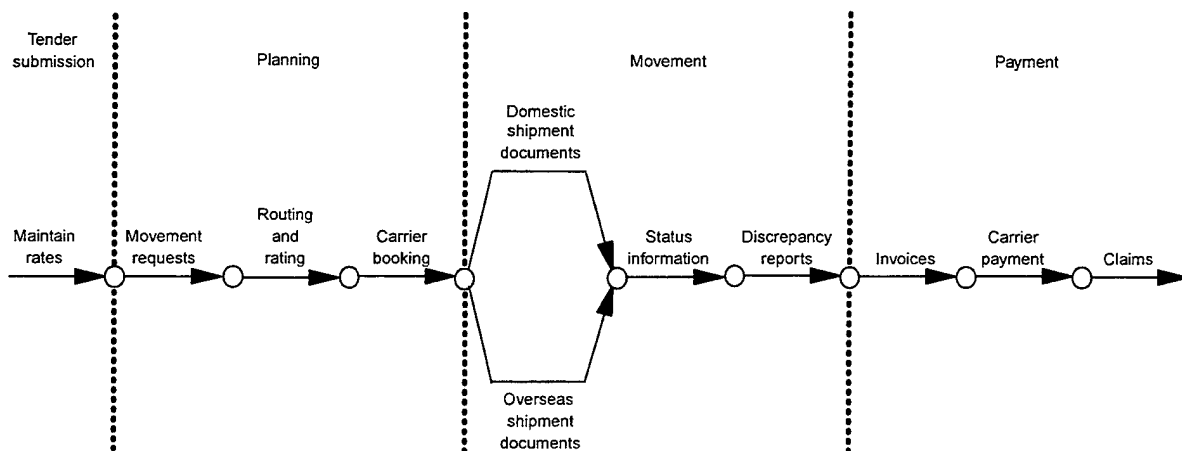 Tender
submission
Planning
Movement
Payment
Domestic
shipment
documents
Maintain
rates
Movement
requests
Routing
and
rating
Carrier
booking
Status
information
Discrepancy
reports
Invoices
Carrier
payment
Claims
Overseas
shipment
documents